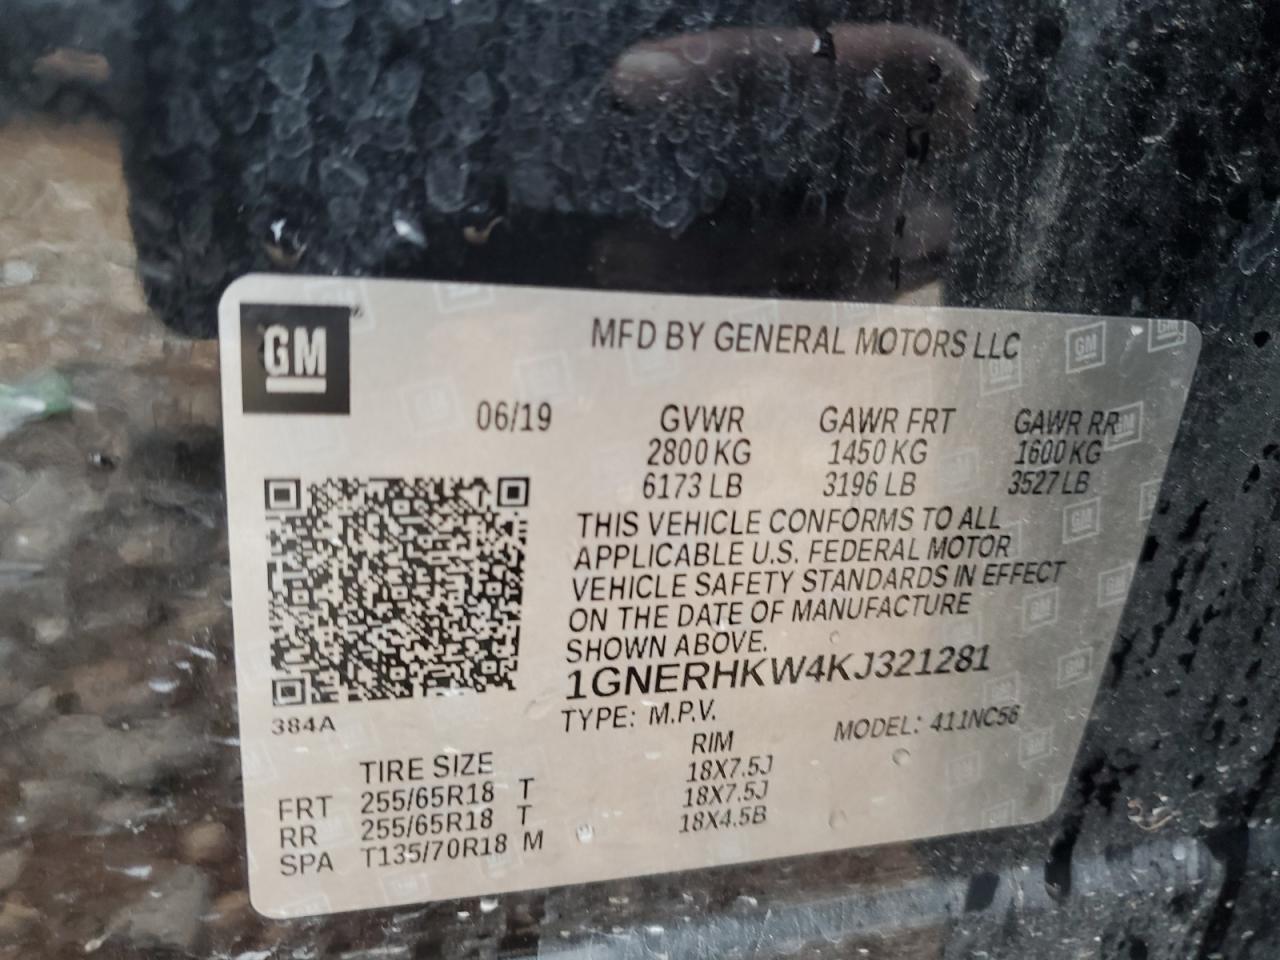 GM
MFD BY GENERAL MOTORS LLC
06/19 GVWR GAWR FRT GAWR RR
2800 KG 1450 KG 1600 KG
6173 LB 3196 LB 3527 LB
THIS VEHICLE CONFORMS TO ALL
APPLICABLE U.S. FEDERAL MOTOR
VEHICLE SAFETY STANDARDS IN EFFECT
ON THE DATE OF MANUFACTURE
SHOWN ABOVE.
1GNERHKW4KJ321281
TYPE: M.P.V. MODEL: 411NC56
384A
TIRE SIZE RIM
FRT 255/65R18 T 18X7.5J
RR 255/65R18 T 18X7.5J
SPA T135/70R18 M 18X4.5B